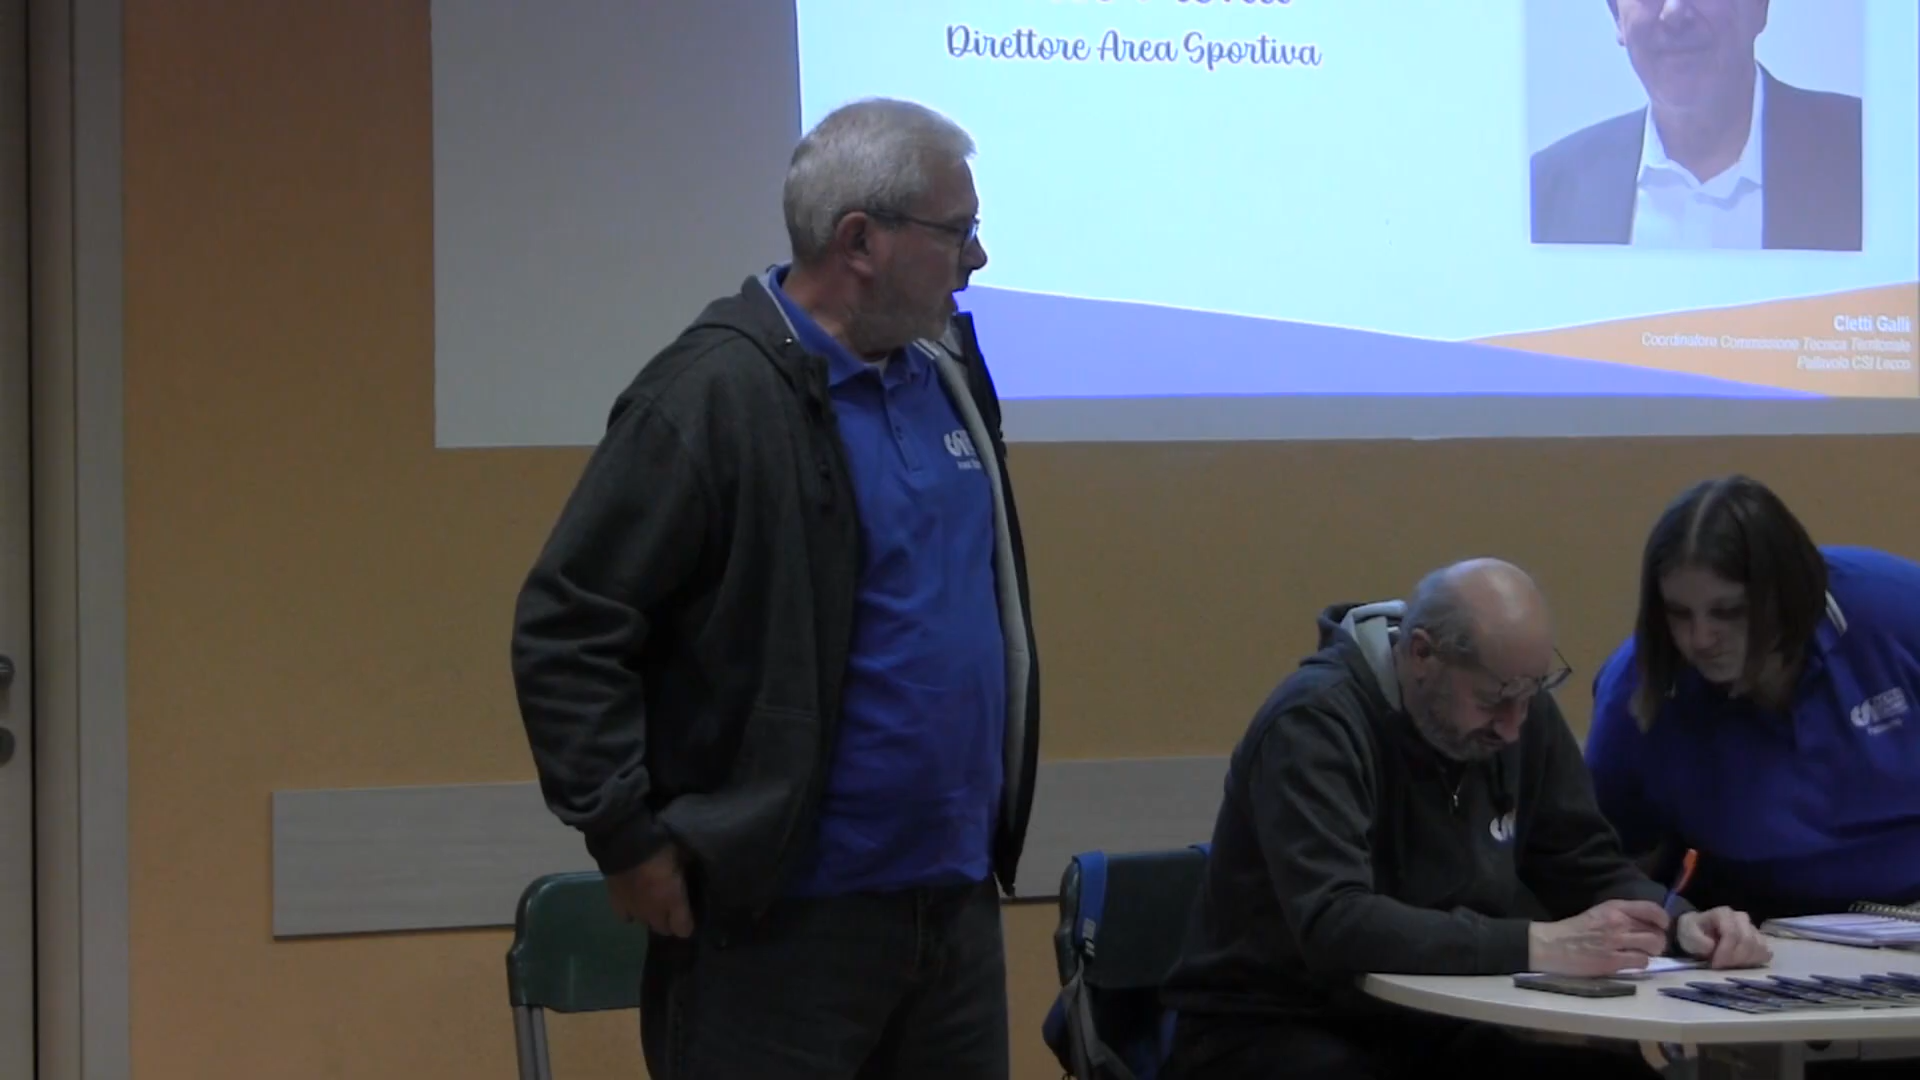 Direttore Area Sportiva
Cletti Galli
Coordinatore Commissione Tecnica Territoriale
Pallavolo CSI Lecco